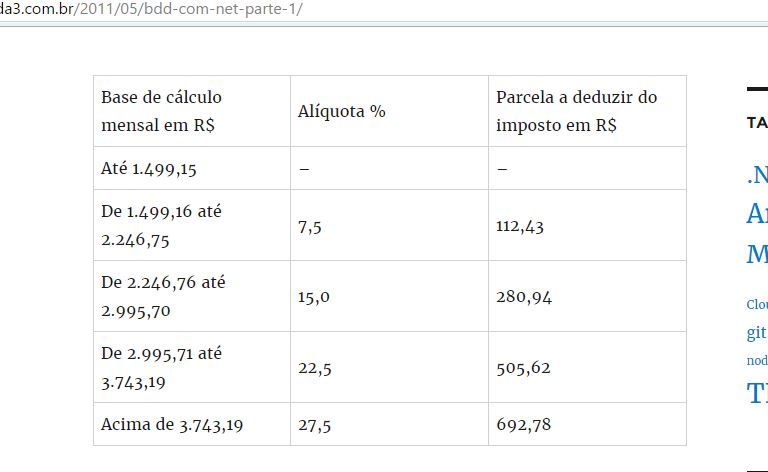 da3.com.br/2011/05/bdd-com-net-parte-1/
Base de cálculo
mensal em R$
Alíquota %
Parcela a deduzir do
imposto em R$
Até 1.499,15
–
–
De 1.499,16 até
2.246,75
7,5
112,43
De 2.246,76 até
2.995,70
15,0
280,94
De 2.995,71 até
3.743,19
22,5
505,62
Acima de 3.743,19
27,5
692,78
TA
.N
A
M
Clou
git
nod
T